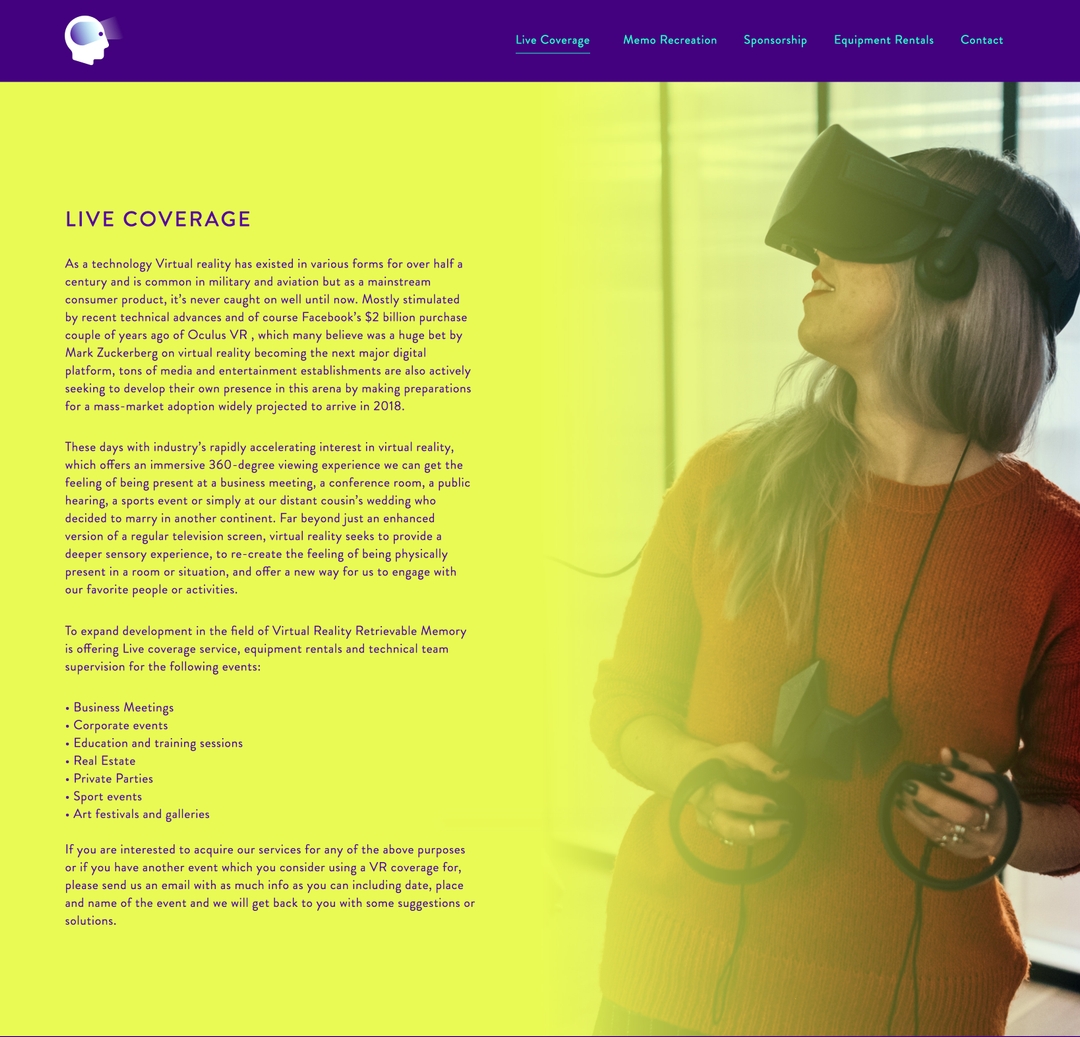 Live Coverage Memo Recreation Sponsorship Equipment Rentals Contact
LIVE COVERAGE
As a technology Virtual reality has existed in various forms for over half a
century and is common in military and aviation but as a mainstream
consumer product, it’s never caught on well until now. Mostly stimulated
by recent technical advances and of course Facebook’s $2 billion purchase
couple of years ago of Oculus VR , which many believe was a huge bet by
Mark Zuckerberg on virtual reality becoming the next major digital
platform, tons of media and entertainment establishments are also actively
seeking to develop their own presence in this arena by making preparations
for a mass-market adoption widely projected to arrive in 2018.
These days with industry’s rapidly accelerating interest in virtual reality,
which offers an immersive 360-degree viewing experience we can get the
feeling of being present at a business meeting, a conference room, a public
hearing, a sports event or simply at our distant cousin’s wedding who
decided to marry in another continent. Far beyond just an enhanced
version of a regular television screen, virtual reality seeks to provide a
deeper sensory experience, to re-create the feeling of being physically
present in a room or situation, and offer a new way for us to engage with
our favorite people or activities.
To expand development in the field of Virtual Reality Retrievable Memory
is offering Live coverage service, equipment rentals and technical team
supervision for the following events:
• Business Meetings
• Corporate events
• Education and training sessions
• Real Estate
• Private Parties
• Sport events
• Art festivals and galleries
If you are interested to acquire our services for any of the above purposes
or if you have another event which you consider using a VR coverage for,
please send us an email with as much info as you can including date, place
and name of the event and we will get back to you with some suggestions or
solutions.